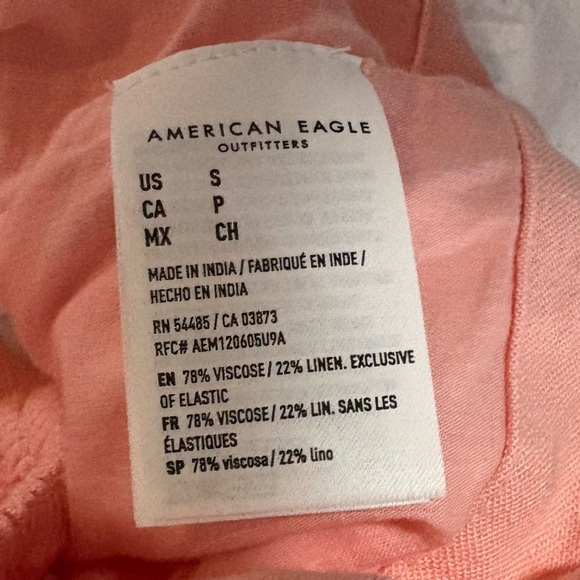 AMERICAN EAGLE
OUTFITTERS
US S
CA P
MX CH
MADE IN INDIA / FABRIQUÉ EN INDE /
HECHO EN INDIA
RN 54485 / CA 03873
RFC# AEM120605U9A
EN 78% VISCOSE / 22% LINEN. EXCLUSIVE
OF ELASTIC
FR 78% VISCOSE / 22% LIN. SANS LES
ÉLASTIQUES
SP 78% viscosa / 22% lino